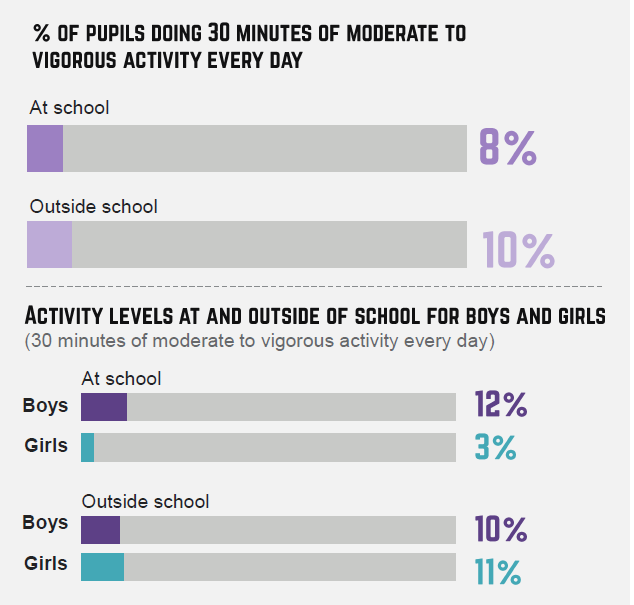 % OF PUPILS DOING 30 MINUTES OF MODERATE TO
VIGOROUS ACTIVITY EVERY DAY
At school
8%
Outside school
10%
ACTIVITY LEVELS AT AND OUTSIDE OF SCHOOL FOR BOYS AND GIRLS
(30 minutes of moderate to vigorous activity every day)
At school
Boys 12%
Girls 3%
Outside school
Boys 10%
Girls 11%